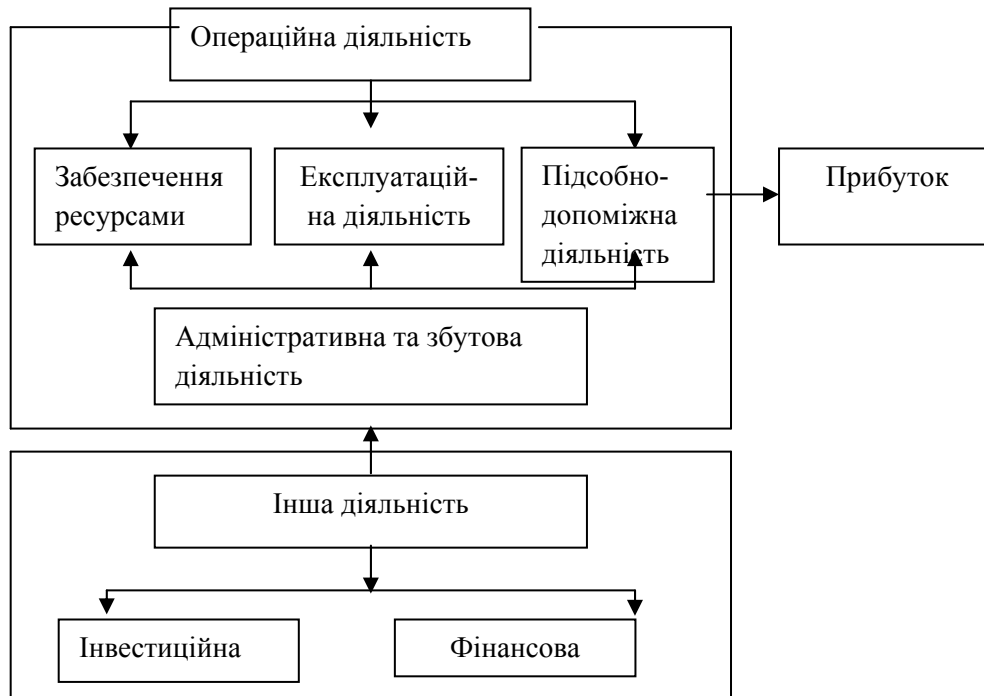 Операційна діяльність
Забезпечення
ресурсами
Експлуатацій-
на діяльність
Підсобно-
допоміжна
діяльність
Прибуток
Адміністративна та збутова
діяльність
Інша діяльність
Інвестиційна
Фінансова